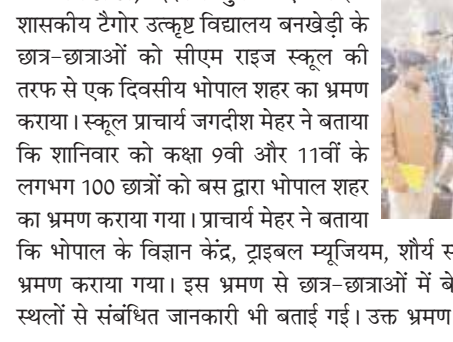 शासकीय टैगोर उत्कृष्ट विद्यालय बनखेड़ी के
छात्र-छात्राओं को सीएम राइज स्कूल की
तरफ से एक दिवसीय भोपाल शहर का भ्रमण
कराया। स्कूल प्राचार्य जगदीश मेहर ने बताया
कि शानिवार को कक्षा 9वी और 11वीं के
लगभग 100 छात्रों को बस द्वारा भोपाल शहर
का भ्रमण कराया गया। प्राचार्य मेहर ने बताया
कि भोपाल के विज्ञान केंद्र, ट्राइबल म्यूजियम, शौर्य
भ्रमण कराया गया। इस भ्रमण से छात्र-छात्राओं में
स्थलों से संबंधित जानकारी भी बताई गई। उक्त भ्रमण